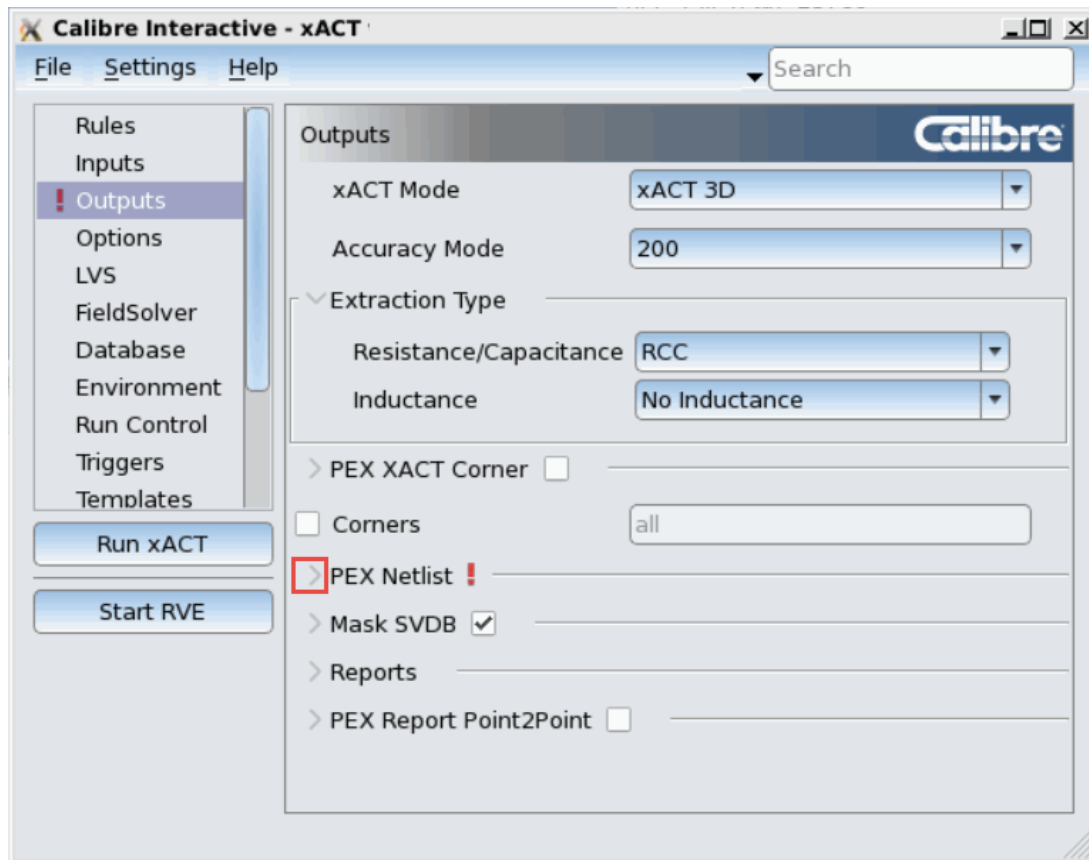 Calibre Interactive - xACT
File Settings Help
Search
Rules
Inputs
! Outputs
Options
LVS
FieldSolver
Database
Environment
Run Control
Triggers
Templates
Run xACT
Start RVE
Outputs
Calibre
xACT Mode xACT 3D
Accuracy Mode 200
Extraction Type
Resistance/Capacitance RCC
Inductance No Inductance
PEX XACT Corner
Corners all
PEX Netlist !
Mask SVDB
Reports
PEX Report Point2Point